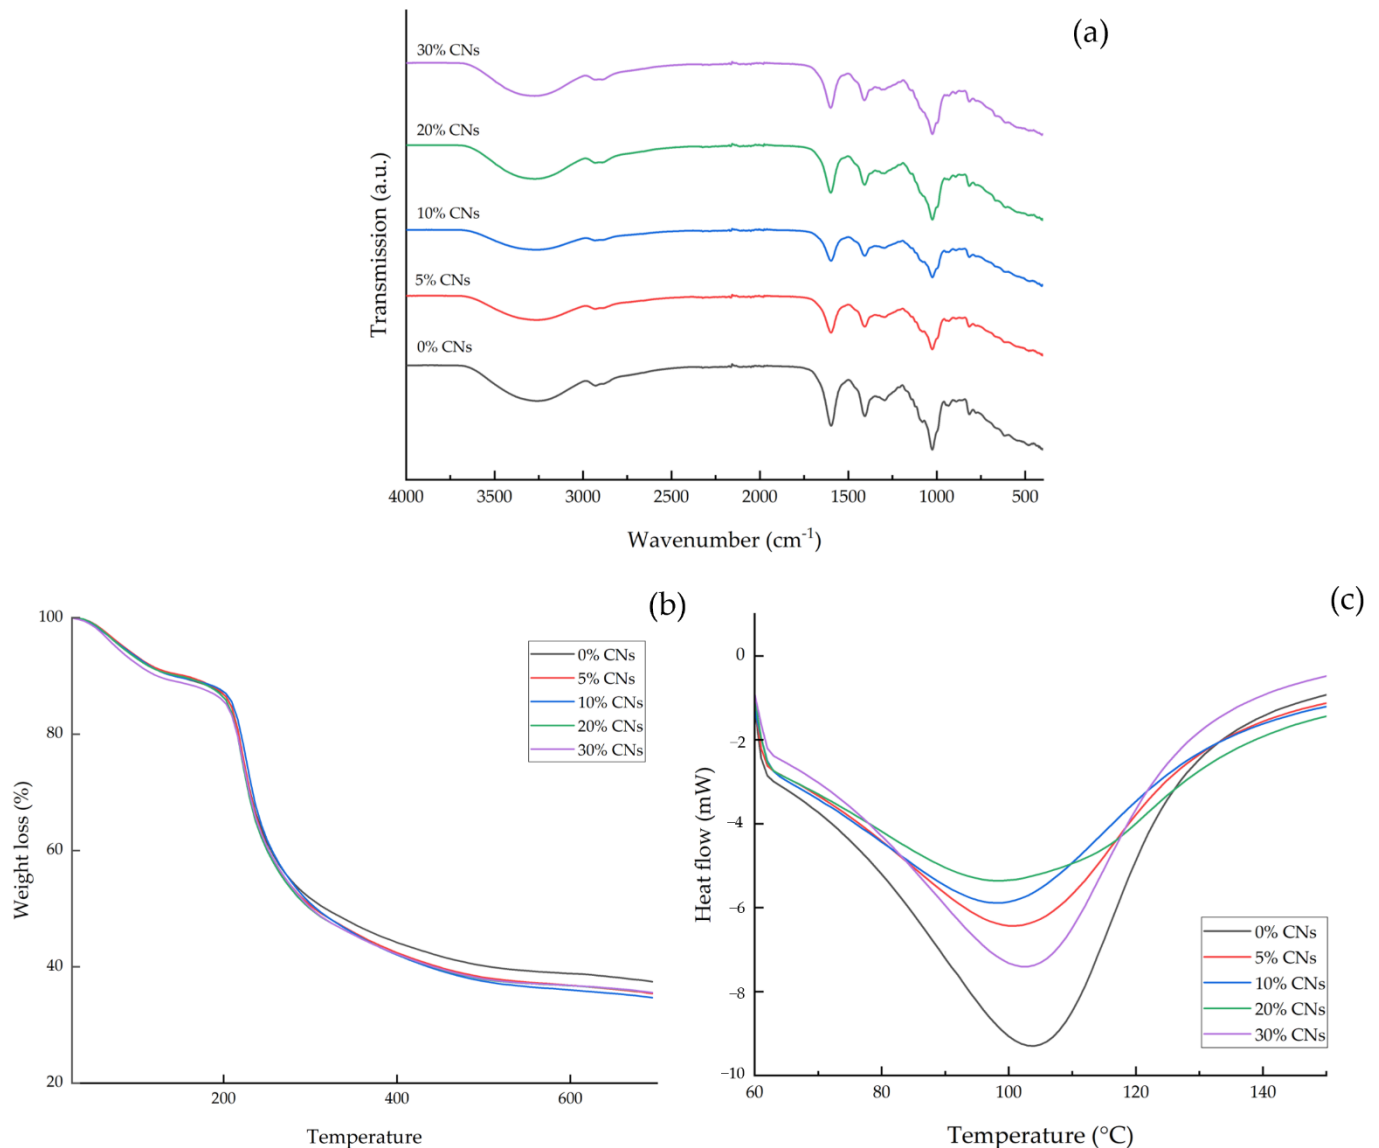 (a)
30% CNs
20% CNs
10% CNs
5% CNs
0% CNs
Transmission (a.u.)
4000 3500 3000 2500 2000 1500 1000 500
Wavenumber (cm⁻¹)
(b)
100
80
60
40
20
Weight loss (%)
0% CNs
5% CNs
10% CNs
20% CNs
30% CNs
200 400 600
Temperature
(c)
0
−2
−4
−6
−8
−10
Heat flow (mW)
0% CNs
5% CNs
10% CNs
20% CNs
30% CNs
60 80 100 120 140
Temperature (°C)